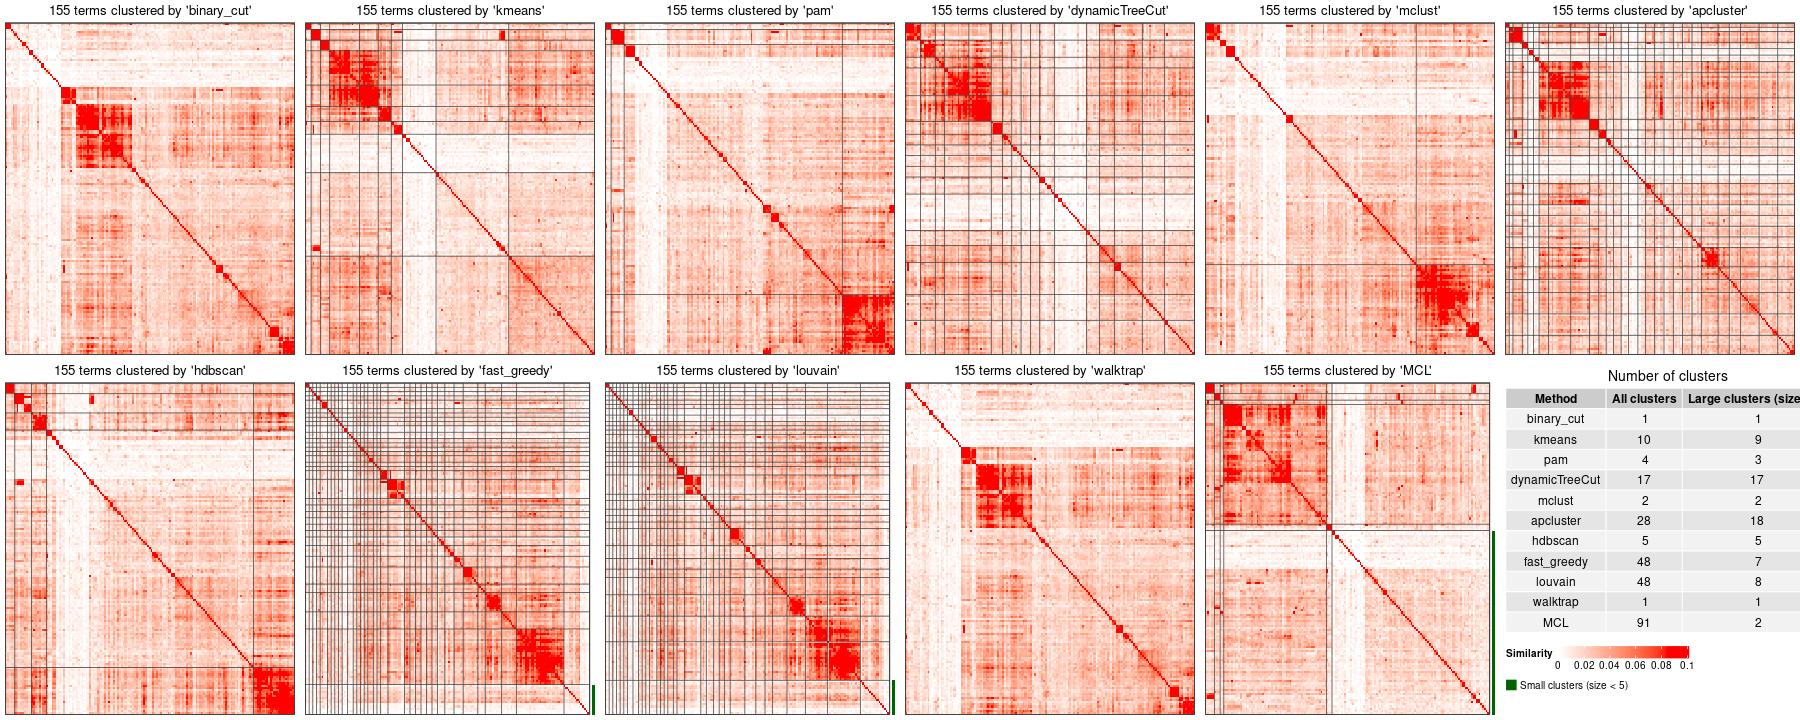 155 terms clustered by 'binary_cut'
155 terms clustered by 'kmeans'
155 terms clustered by 'pam'
155 terms clustered by 'dynamicTreeCut'
155 terms clustered by 'mclust'
155 terms clustered by 'apcluster'
155 terms clustered by 'hdbscan'
155 terms clustered by 'fast_greedy'
155 terms clustered by 'louvain'
155 terms clustered by 'walktrap'
155 terms clustered by 'MCL'
Number of clusters
Method All clusters Large clusters (size
binary_cut 1 1
kmeans 10 9
pam 4 3
dynamicTreeCut 17 17
mclust 2 2
apcluster 28 18
hdbscan 5 5
fast_greedy 48 7
louvain 48 8
walktrap 1 1
MCL 91 2
Similarity
0 0.02 0.04 0.06 0.08 0.1
Small clusters (size < 5)